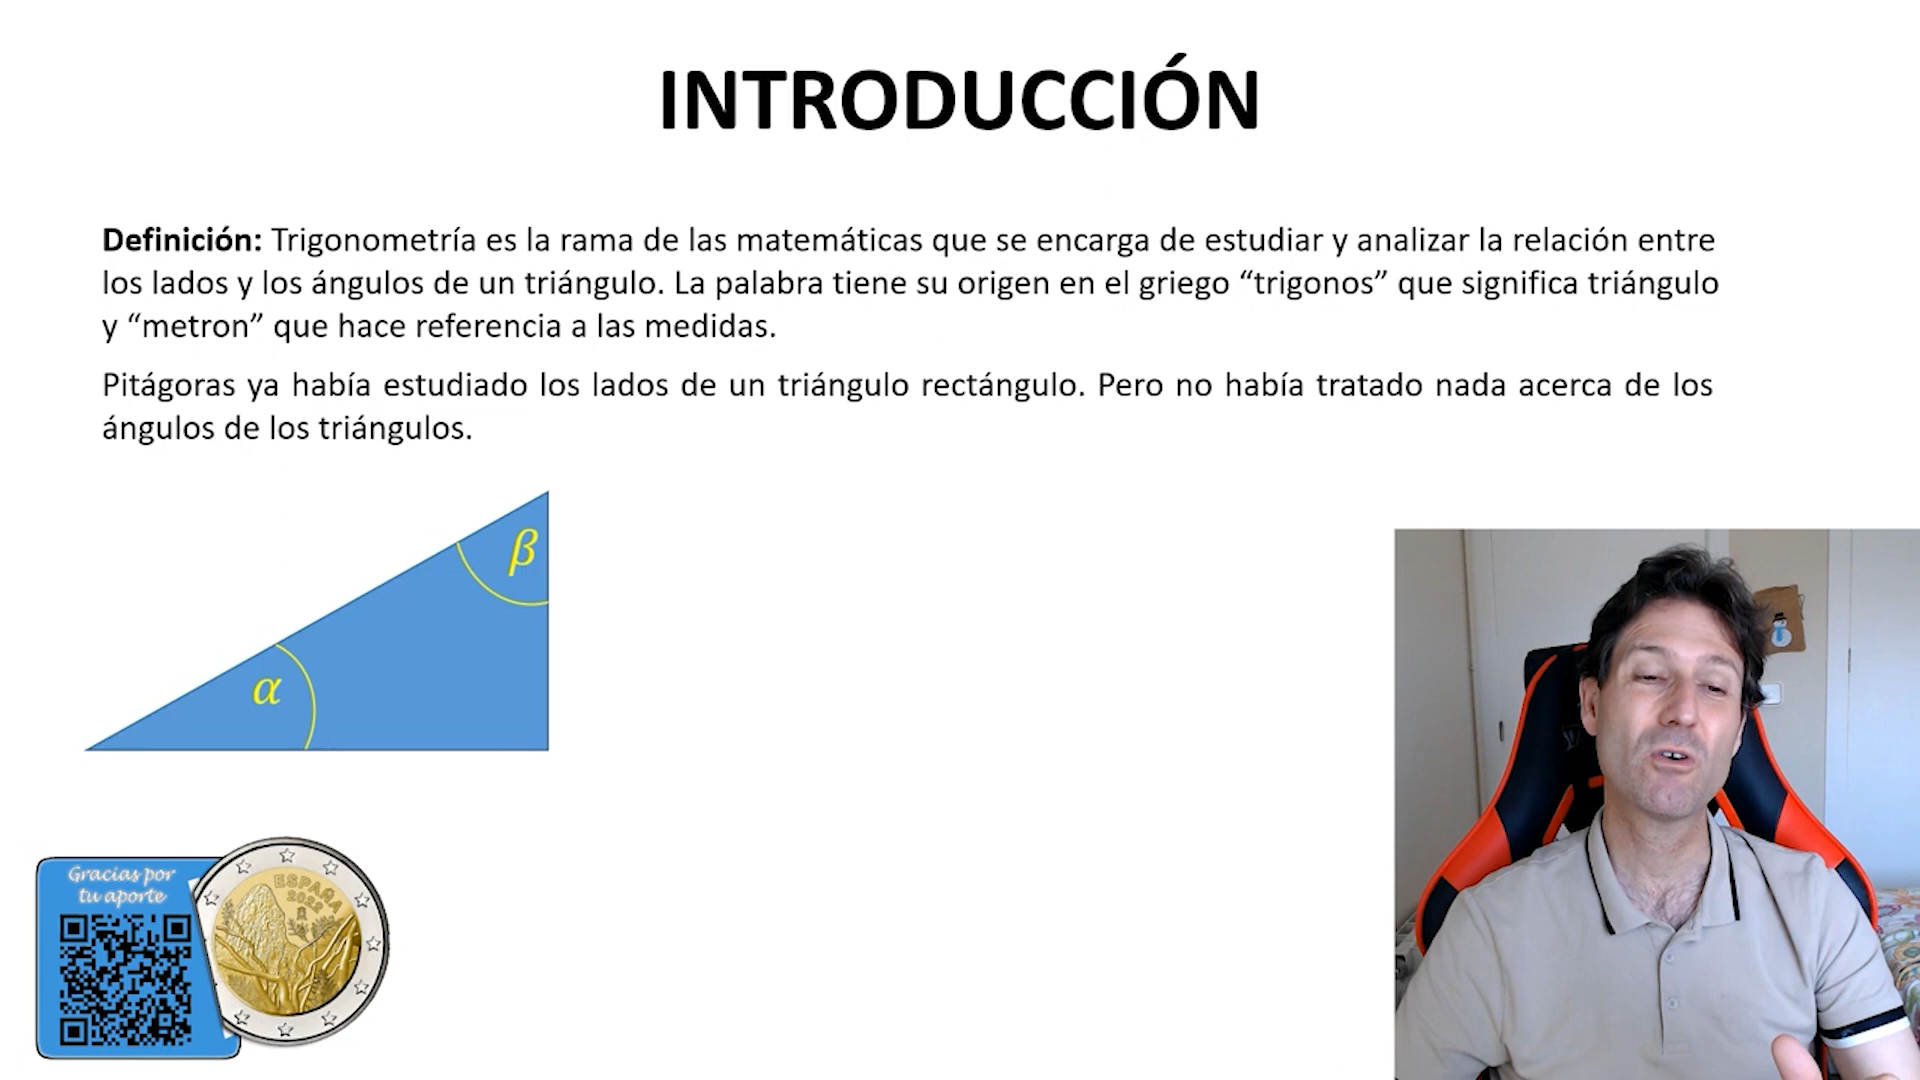 INTRODUCCIÓN
Definición: Trigonometría es la rama de las matemáticas que se encarga de estudiar y analizar la relación entre
los lados y los ángulos de un triángulo. La palabra tiene su origen en el griego “trigonos” que significa triángulo
y “metron” que hace referencia a las medidas.
Pitágoras ya había estudiado los lados de un triángulo rectángulo. Pero no había tratado nada acerca de los
ángulos de los triángulos.
β
α
Gracias por
tu aporte
ESPAÑA
2022